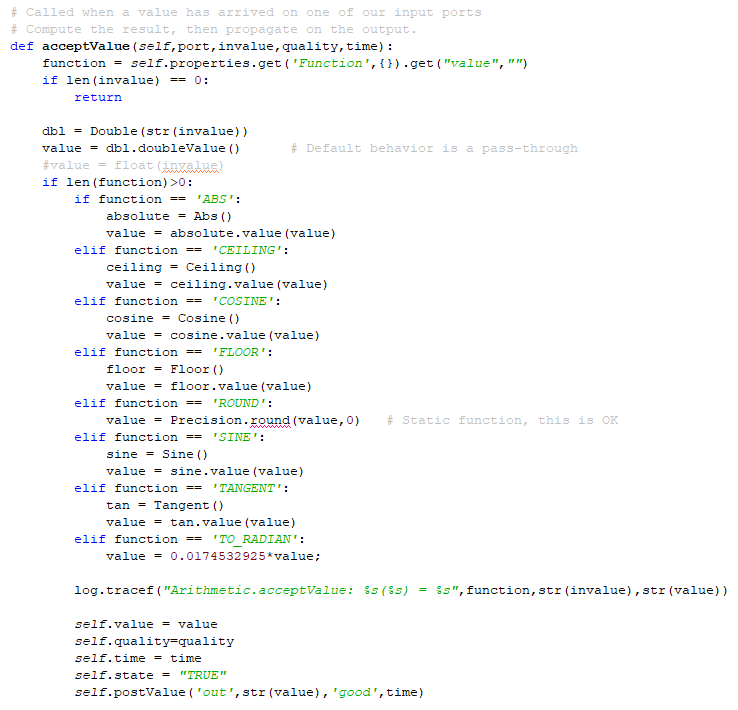 # Called when a value has arrived on one of our input ports
# Compute the result, then propagate on the output.
def acceptValue(self,port,invalue,quality,time):
    function = self.properties.get('Function',{}).get("value","")
    if len(invalue) == 0:
        return

    dbl = Double(str(invalue))
    value = dbl.doubleValue()      # Default behavior is a pass-through
    #value = float(invalue)
    if len(function)>0:
        if function == 'ABS':
            absolute = Abs()
            value = absolute.value(value)
        elif function == 'CEILING':
            ceiling = Ceiling()
            value = ceiling.value(value)
        elif function == 'COSINE':
            cosine = Cosine()
            value = cosine.value(value)
        elif function == 'FLOOR':
            floor = Floor()
            value = floor.value(value)
        elif function == 'ROUND':
            value = Precision.round(value,0)   # Static function, this is OK
        elif function == 'SINE':
            sine = Sine()
            value = sine.value(value)
        elif function == 'TANGENT':
            tan = Tangent()
            value = tan.value(value)
        elif function == 'TO_RADIAN':
            value = 0.0174532925*value;

        log.tracef("Arithmetic.acceptValue: %s(%s) = %s",function,str(invalue),str(value))

        self.value = value
        self.quality=quality
        self.time = time
        self.state = "TRUE"
        self.postValue('out',str(value),'good',time)